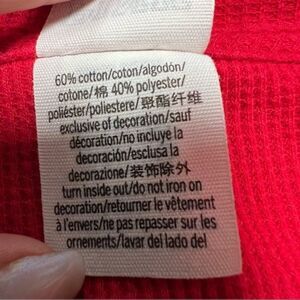 60% cotton/coton/algodón/
cotone/棉 40% polyester/
poliéster/poliestere/聚酯纤维
exclusive of decoration/sauf
décoration/no incluye la
decoración/esclusa la
decorazione/装饰除外
turn inside out/do not iron on
decoration/retourner le vêtement
à l'envers/ne pas repasser sur les
ornements/lavar del lado del